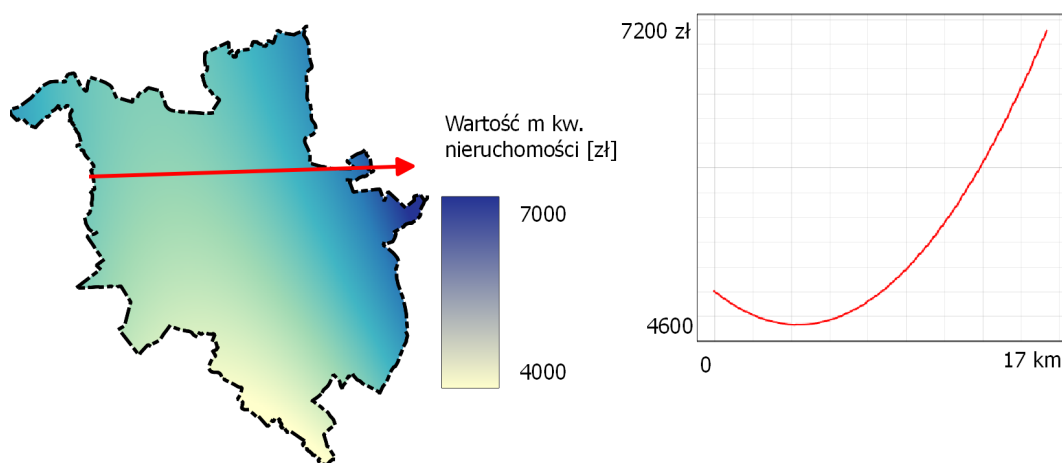 Wartość m kw.
nieruchomości [zł]
7000
4000
7200 zł
4600
0
17 km